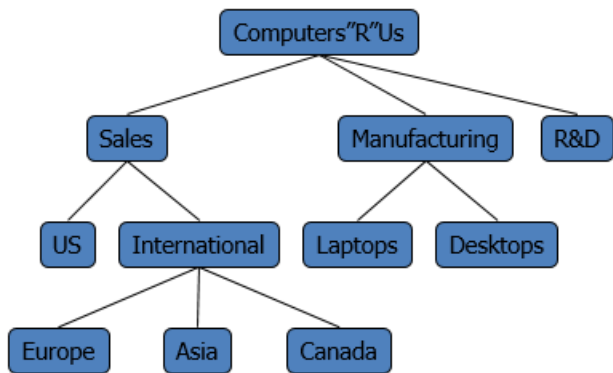 Computers”R”Us
Sales
Manufacturing
R&D
US
International
Laptops
Desktops
Europe
Asia
Canada